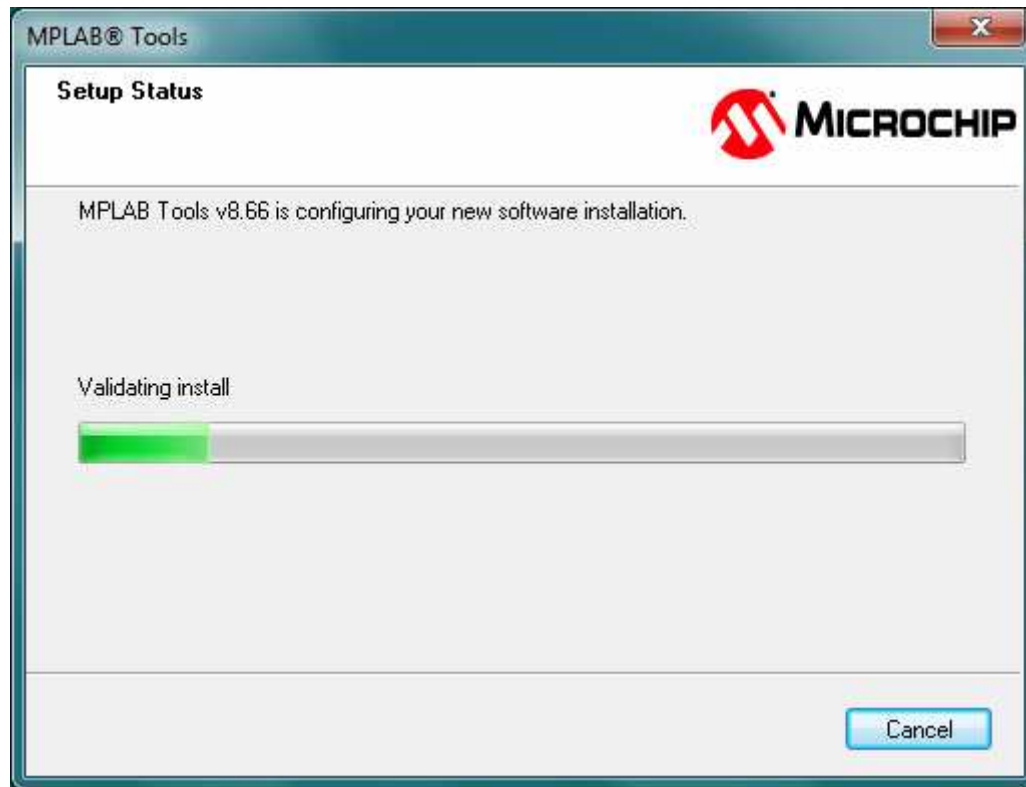 MPLAB® Tools
Setup Status
MICROCHIP
MPLAB Tools v8.66 is configuring your new software installation.
Validating install
Cancel